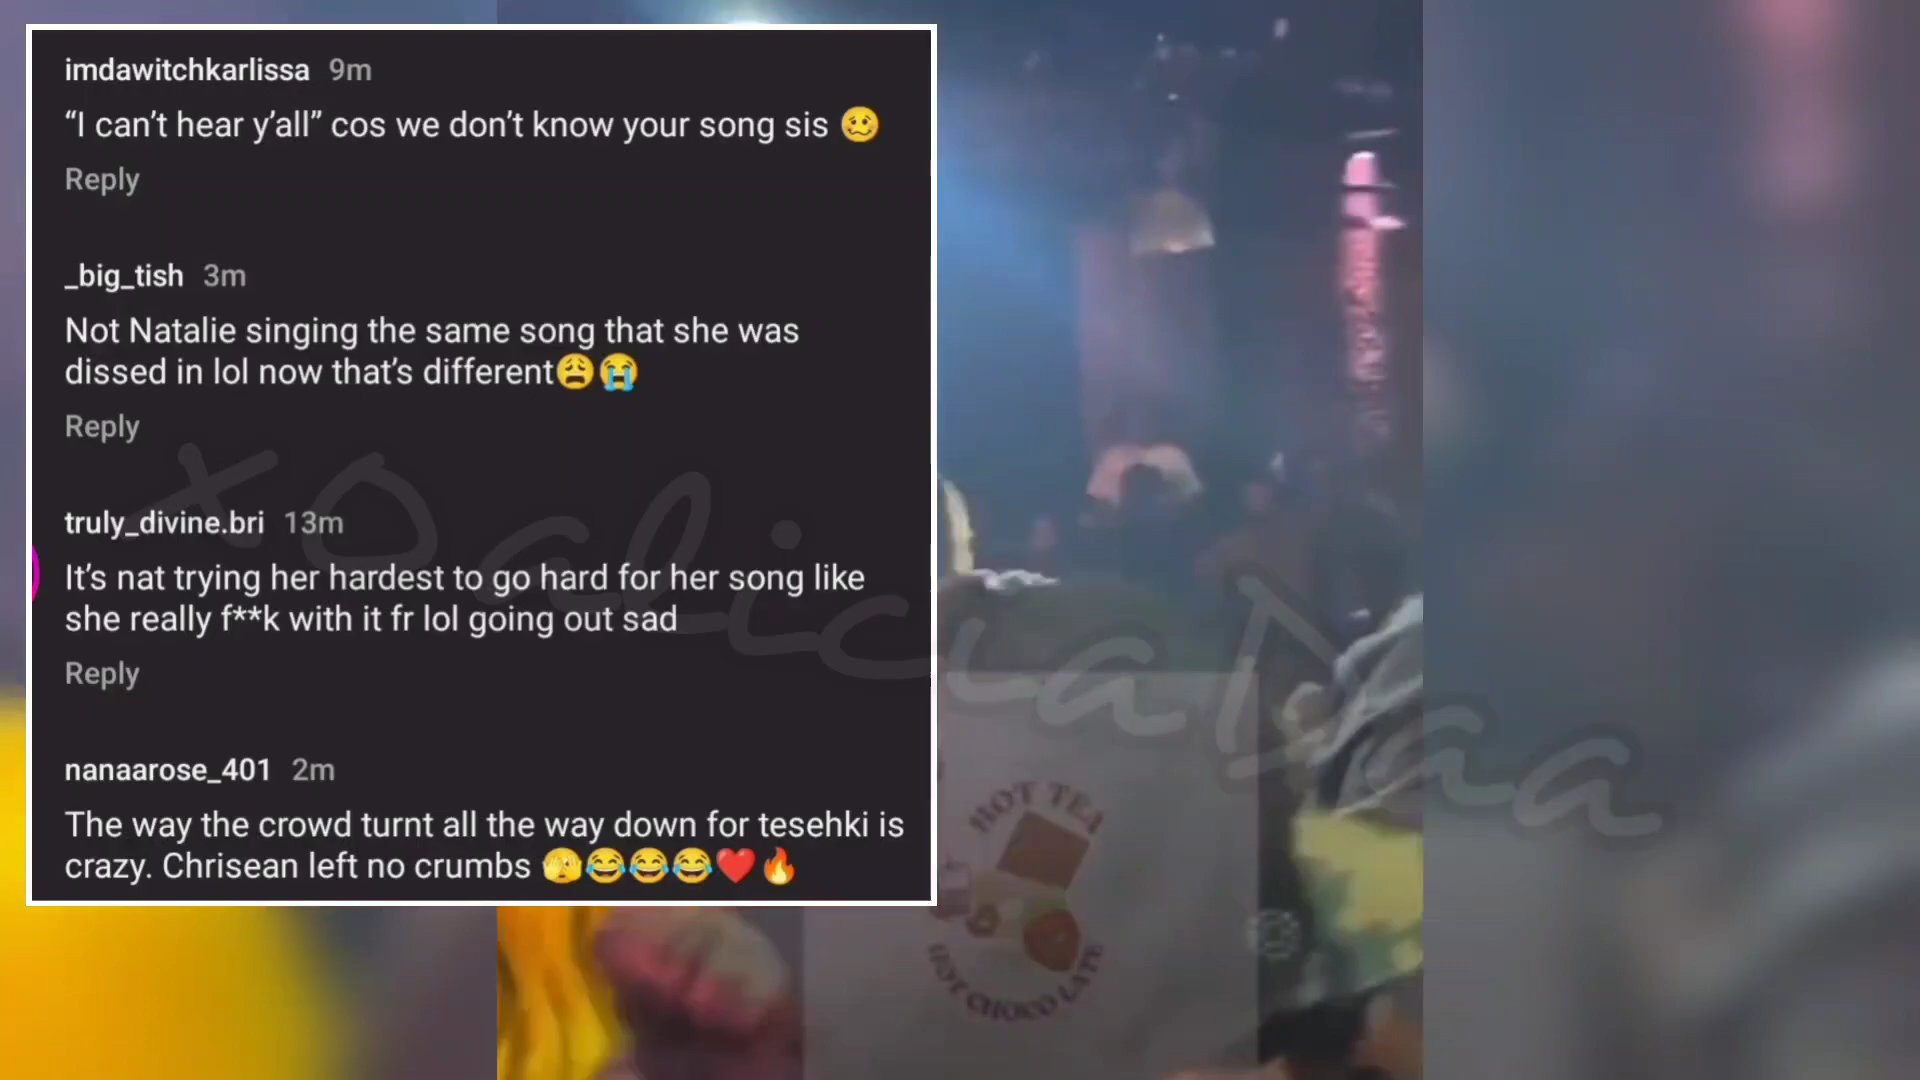 imdawitchkarlissa 9m
“I can’t hear y’all” cos we don’t know your song sis 🥴
Reply
_big_tish 3m
Not Natalie singing the same song that she was
dissed in lol now that’s different😩😭
Reply
truly_divine.bri 13m
It’s nat trying her hardest to go hard for her song like
she really f**k with it fr lol going out sad
Reply
nanaarose_401 2m
The way the crowd turnt all the way down for tesehki is
crazy. Chrisean left no crumbs 🫣😂😂😂❤️🔥
HOT TEA
HOT CHOCOLATE